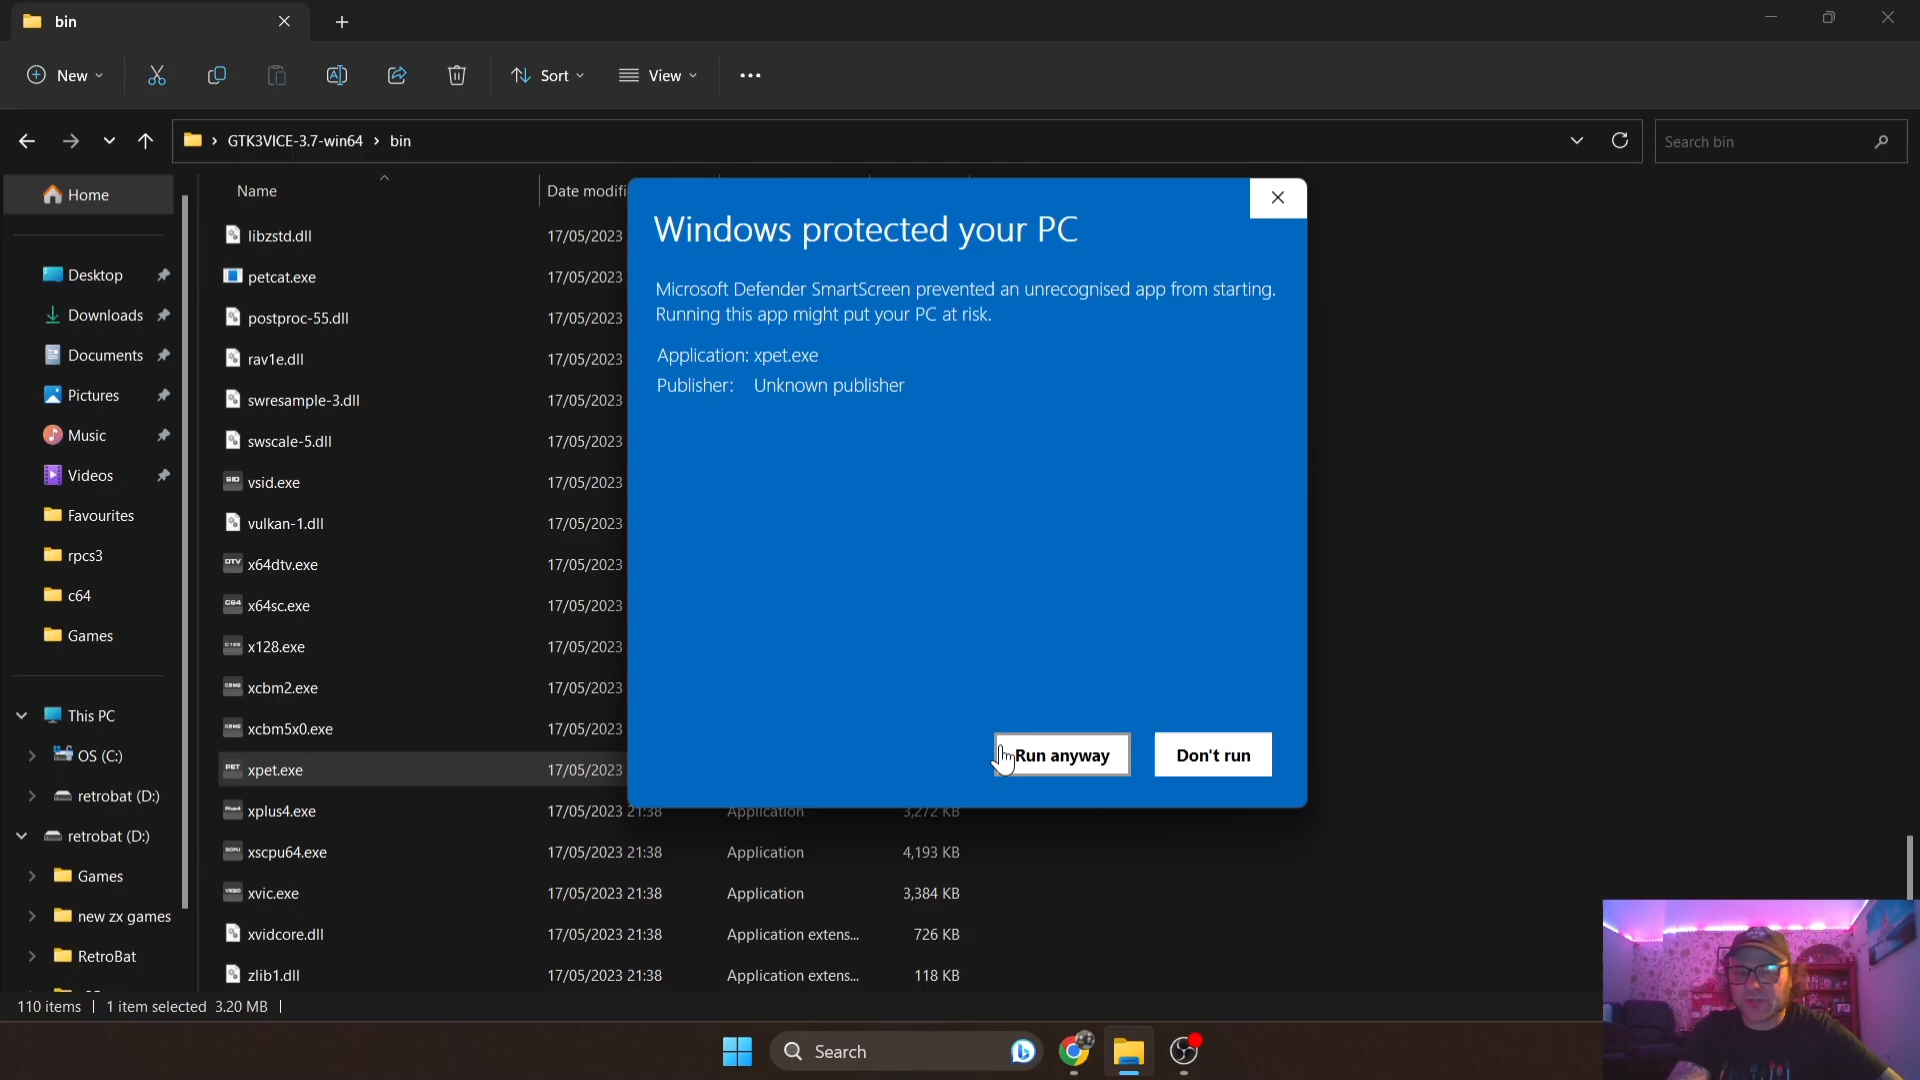 bin
New
Sort
View
GTK3VICE-3.7-win64
bin
Search bin
Home
Desktop
Downloads
Documents
Pictures
Music
Videos
Favourites
rpcs3
c64
Games
This PC
OS (C:)
retrobat (D:)
retrobat (D:)
Games
new zx games
RetroBat
Name
Date modifi
libzstd.dll 17/05/2023
petcat.exe 17/05/2023
postproc-55.dll 17/05/2023
rav1e.dll 17/05/2023
swresample-3.dll 17/05/2023
swscale-5.dll 17/05/2023
vsid.exe 17/05/2023
vulkan-1.dll 17/05/2023
x64dtv.exe 17/05/2023
x64sc.exe 17/05/2023
x128.exe 17/05/2023
xcbm2.exe 17/05/2023
xcbm5x0.exe 17/05/2023
xpet.exe 17/05/2023
xplus4.exe 17/05/2023 21:38 Application 3,272 KB
xscpu64.exe 17/05/2023 21:38 Application 4,193 KB
xvic.exe 17/05/2023 21:38 Application 3,384 KB
xvidcore.dll 17/05/2023 21:38 Application extens... 726 KB
zlib1.dll 17/05/2023 21:38 Application extens... 118 KB
Windows protected your PC
Microsoft Defender SmartScreen prevented an unrecognised app from starting.
Running this app might put your PC at risk.
Application: xpet.exe
Publisher: Unknown publisher
Run anyway
Don't run
110 items
1 item selected 3.20 MB
Search